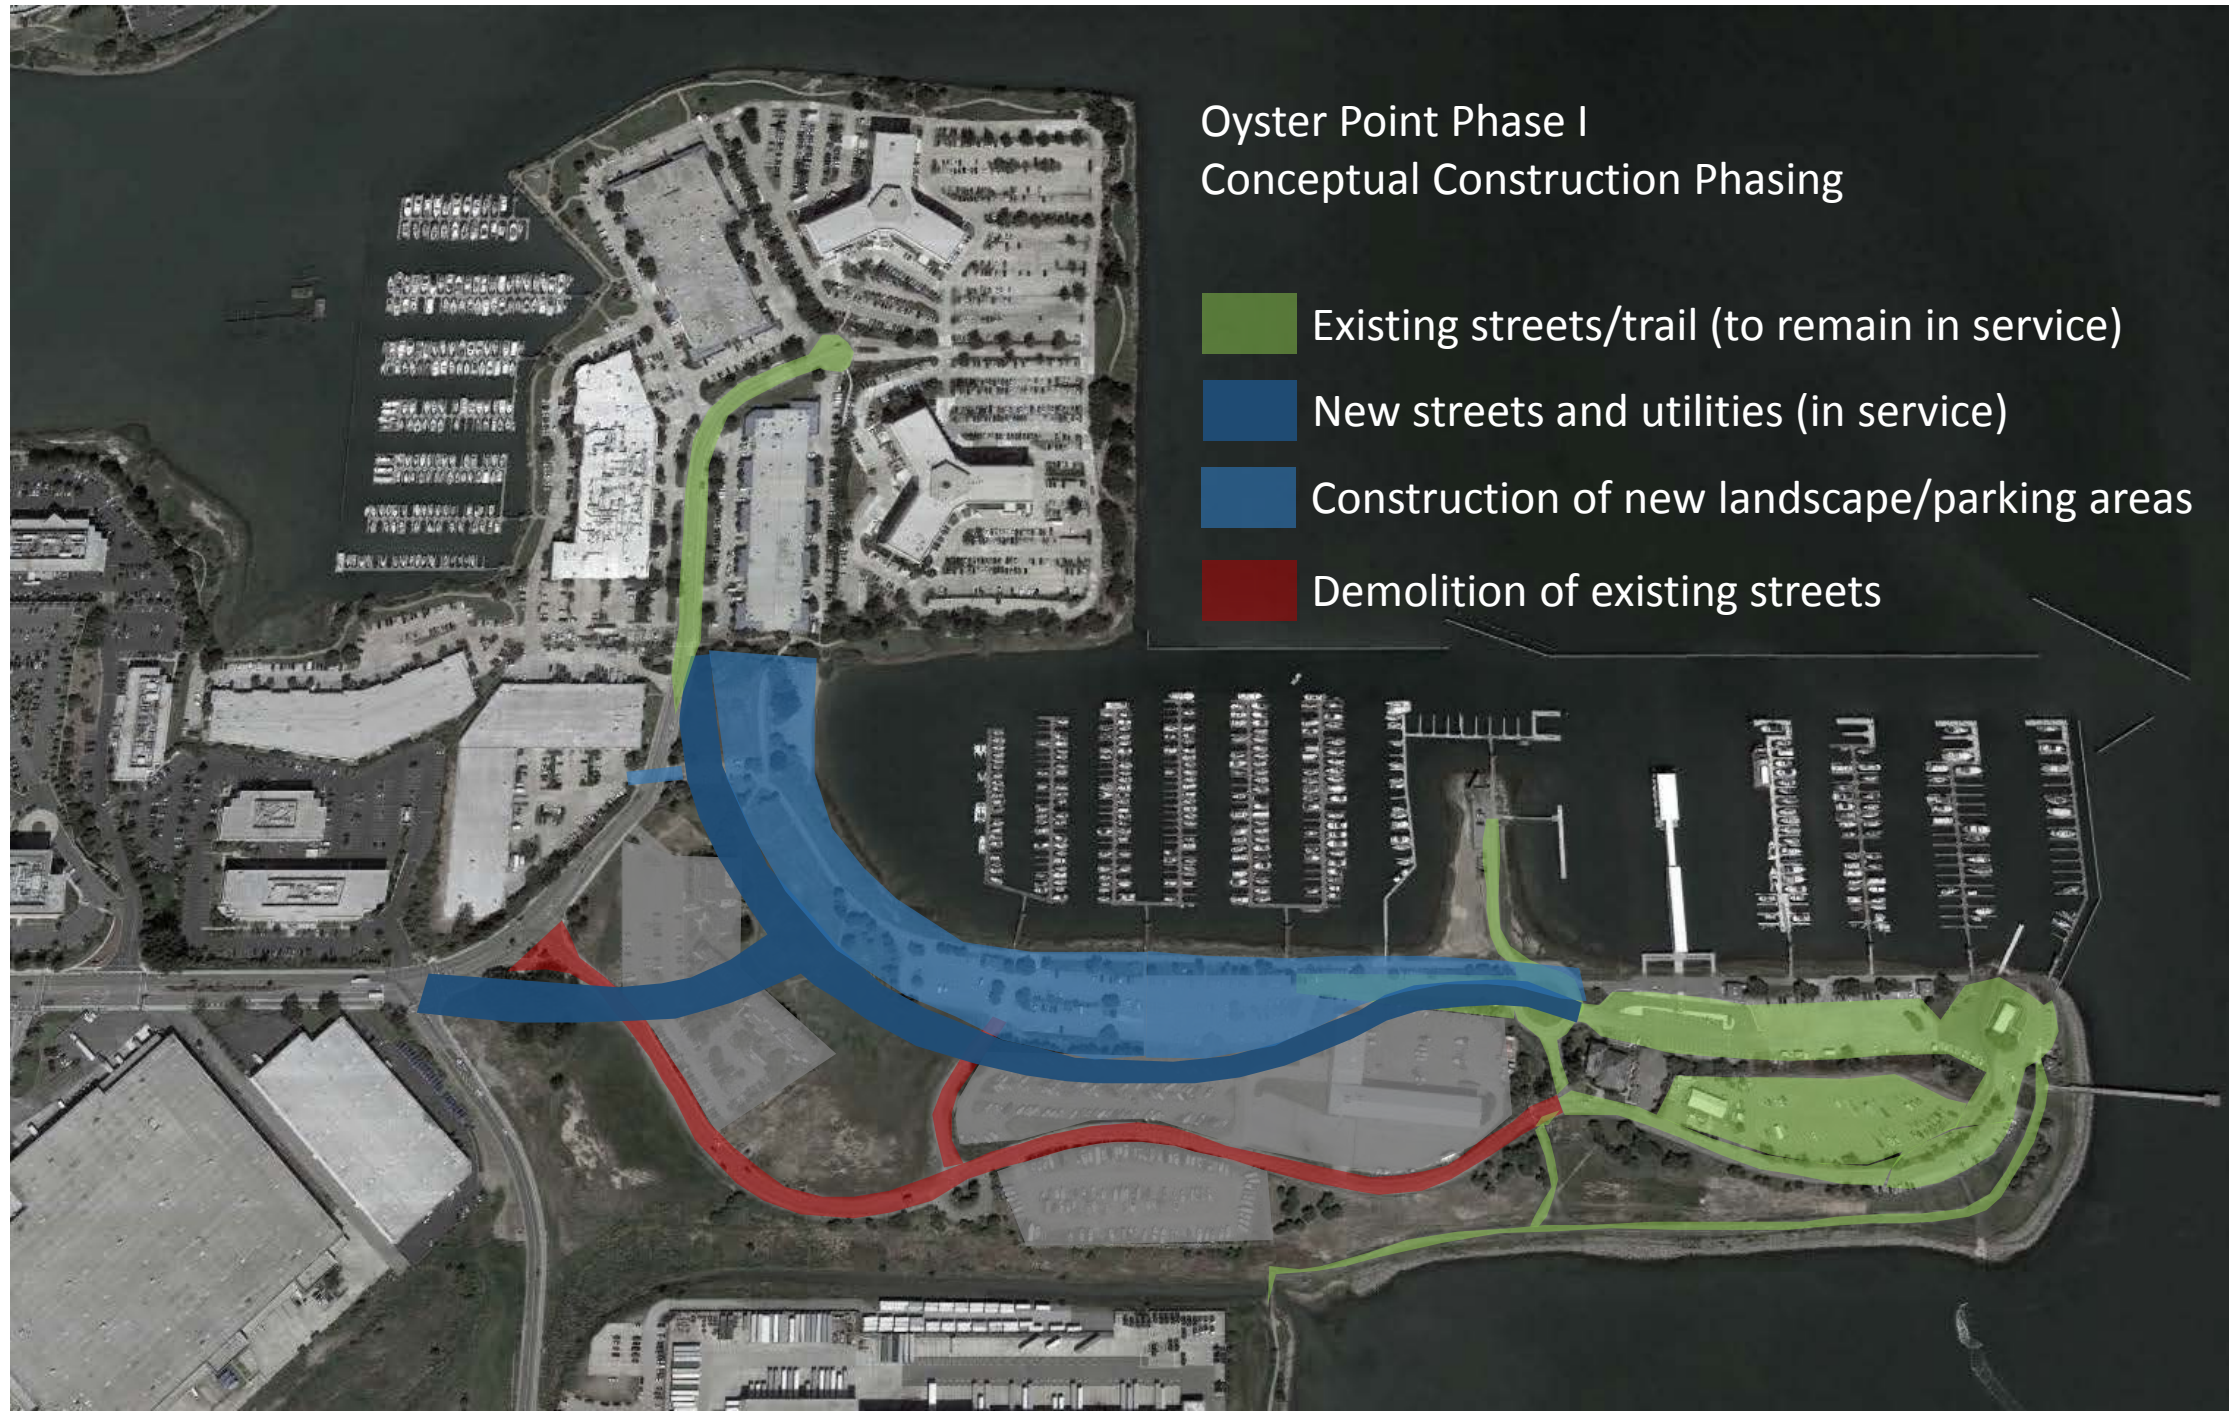 Oyster Point Phase I
Conceptual Construction Phasing
Existing streets/trail (to remain in service)
New streets and utilities (in service)
Construction of new landscape/parking areas
Demolition of existing streets